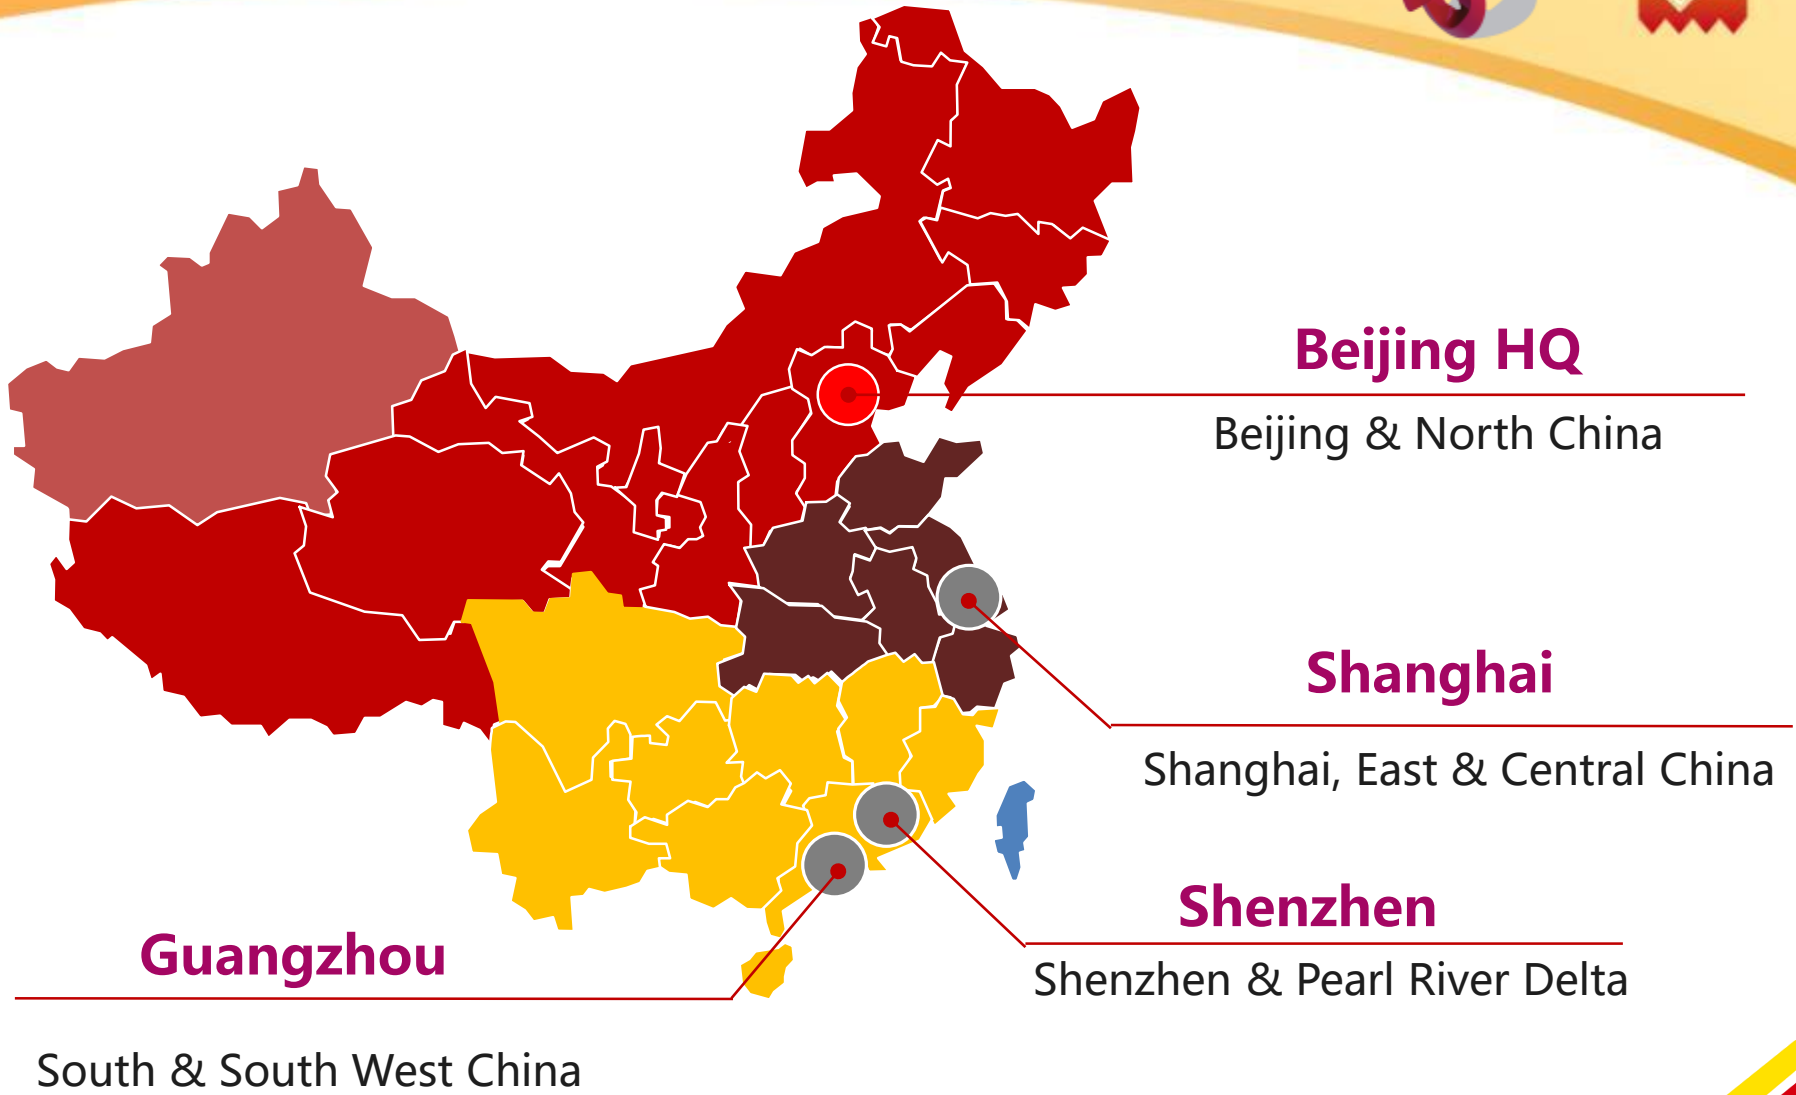 Beijing HQ
Beijing & North China
Shanghai
Shanghai, East & Central China
Shenzhen
Shenzhen & Pearl River Delta
Guangzhou
South & South West China